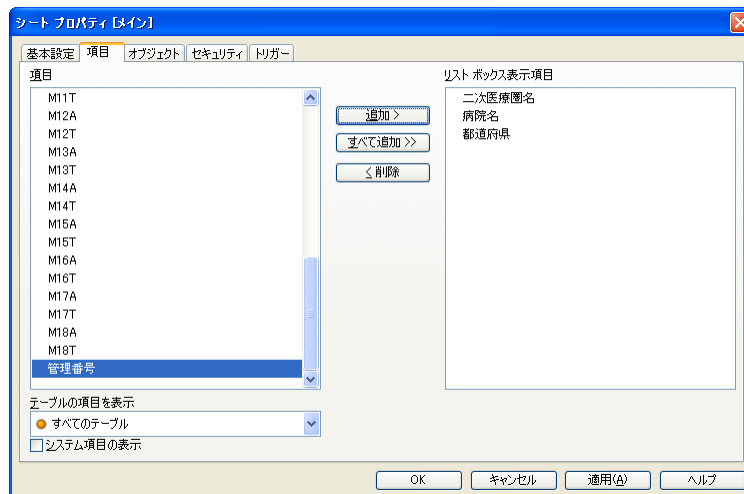 シート プロパティ [メイン]
基本設定 項目 オブジェクト セキュリティ トリガー
項目
M11T
M12A
M12T
M13A
M13T
M14A
M14T
M15A
M15T
M16A
M16T
M17A
M17T
M18A
M18T
管理番号
追加 >
すべて追加 >>
< 削除
リスト ボックス表示項目
二次医療圏名
病院名
都道府県
テーブルの項目を表示
すべてのテーブル
システム項目の表示
OK キャンセル 適用(A) ヘルプ